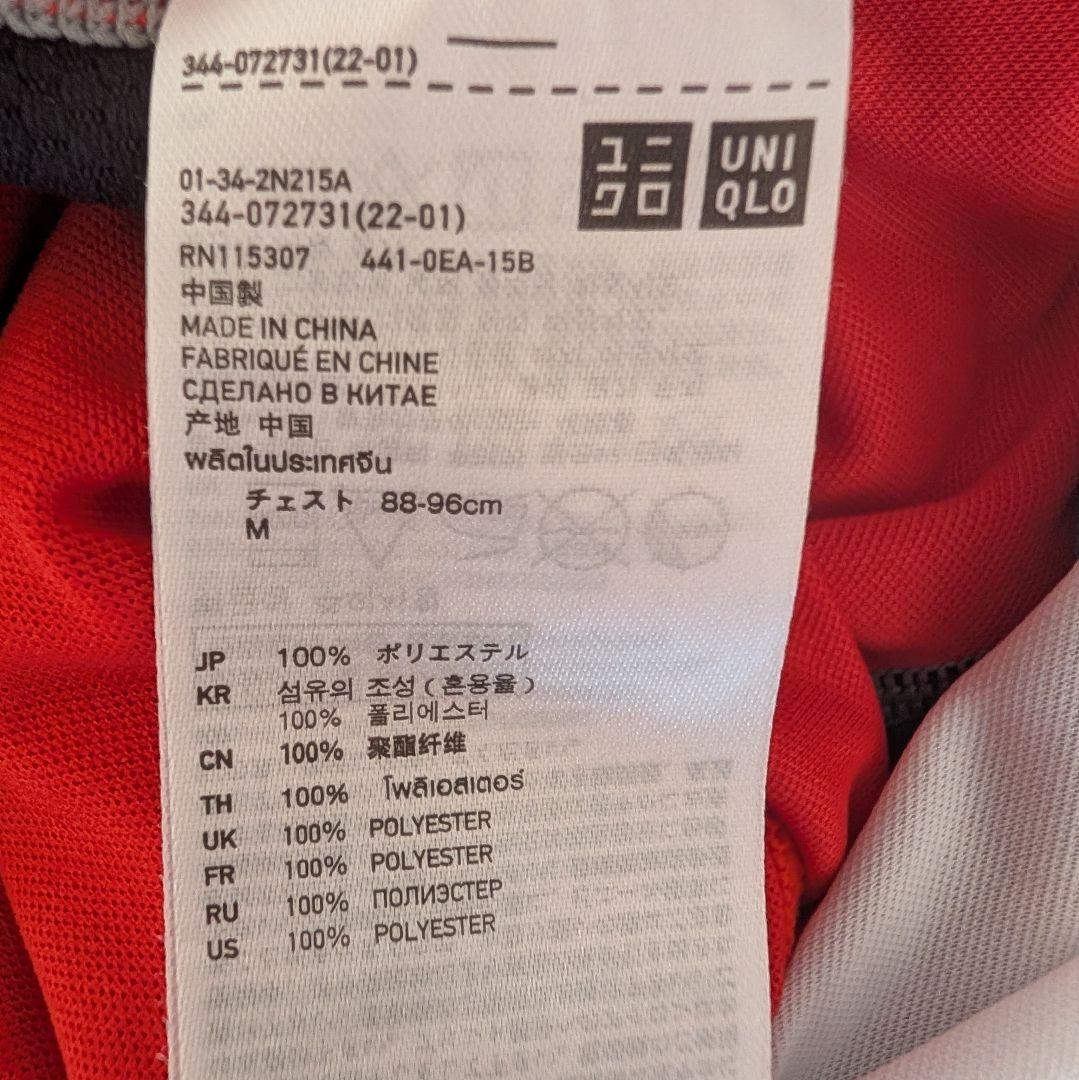 344-072731(22-01)
ユニ
クロ
UNI
QLO
01-34-2N215A
344-072731(22-01)
RN115307 441-0EA-15B
中国製
MADE IN CHINA
FABRIQUÉ EN CHINE
СДЕЛАНО В КИТАЕ
产地 中国
ผลิตในประเทศจีน
チェスト 88-96cm
M
JP 100% ポリエステル
KR 섬유의 조성 ( 혼용율 )
100% 폴리에스터
CN 100% 聚酯纤维
TH 100% โพลิเอสเตอร์
UK 100% POLYESTER
FR 100% POLYESTER
RU 100% ПОЛИЭСТЕР
US 100% POLYESTER